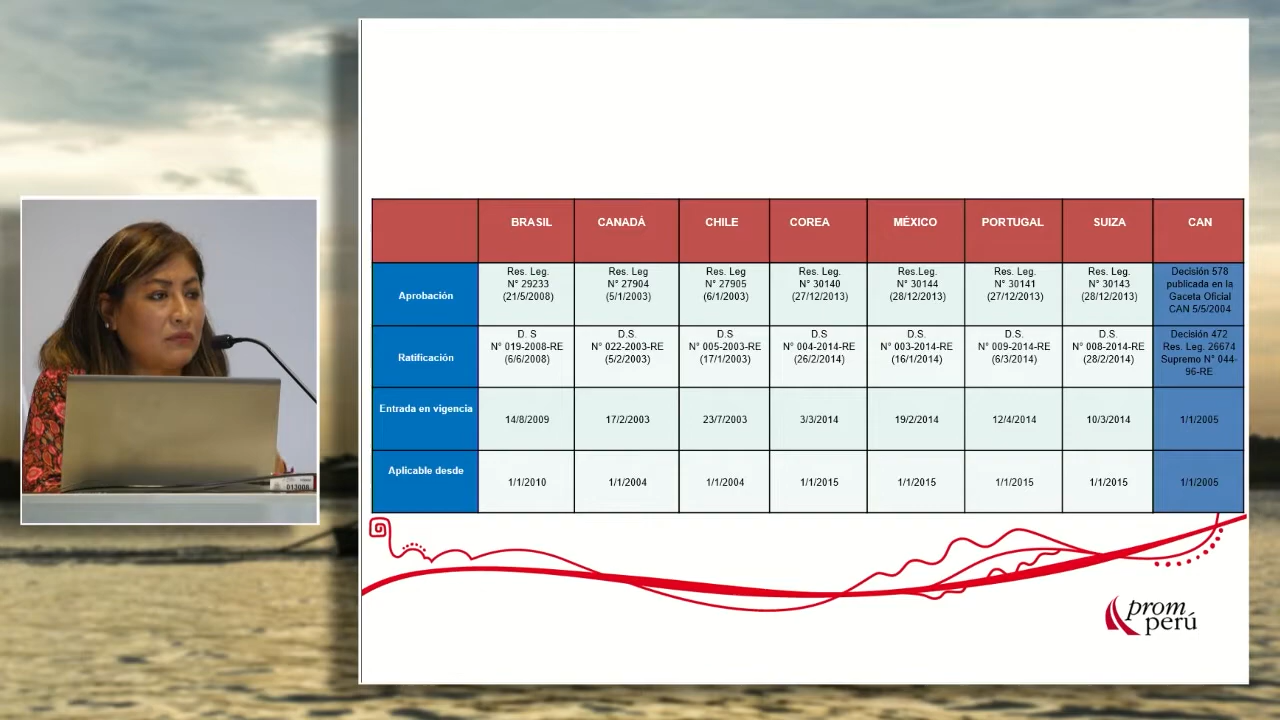 BRASIL CANADÁ CHILE COREA MÉXICO PORTUGAL SUIZA CAN
Aprobación
Res. Leg.
N° 29233
(21/5/2008)
Res. Leg
N° 27904
(5/1/2003)
Res. Leg
N° 27905
(6/1/2003)
Res. Leg.
N° 30140
(27/12/2013)
Res.Leg.
N° 30144
(28/12/2013)
Res. Leg.
N° 30141
(27/12/2013)
Res. Leg.
N° 30143
(28/12/2013)
Decisión 578
publicada en la
Gaceta Oficial
CAN 5/5/2004
Ratificación
D. S
N° 019-2008-RE
(6/6/2008)
D.S.
N° 022-2003-RE
(5/2/2003)
D.S.
N° 005-2003-RE
(17/1/2003)
D.S
N° 004-2014-RE
(26/2/2014)
D.S.
N° 003-2014-RE
(16/1/2014)
D.S.
N° 009-2014-RE
(6/3/2014)
D.S.
N° 008-2014-RE
(28/2/2014)
Decisión 472
Res. Leg. 26674
Supremo N° 044-
96-RE
Entrada en vigencia
14/8/2009 17/2/2003 23/7/2003 3/3/2014 19/2/2014 12/4/2014 10/3/2014 1/1/2005
Aplicable desde
1/1/2010 1/1/2004 1/1/2004 1/1/2015 1/1/2015 1/1/2015 1/1/2015 1/1/2005
prom
perú